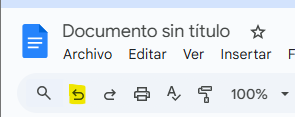 Documento sin título
Archivo Editar Ver Insertar
100%